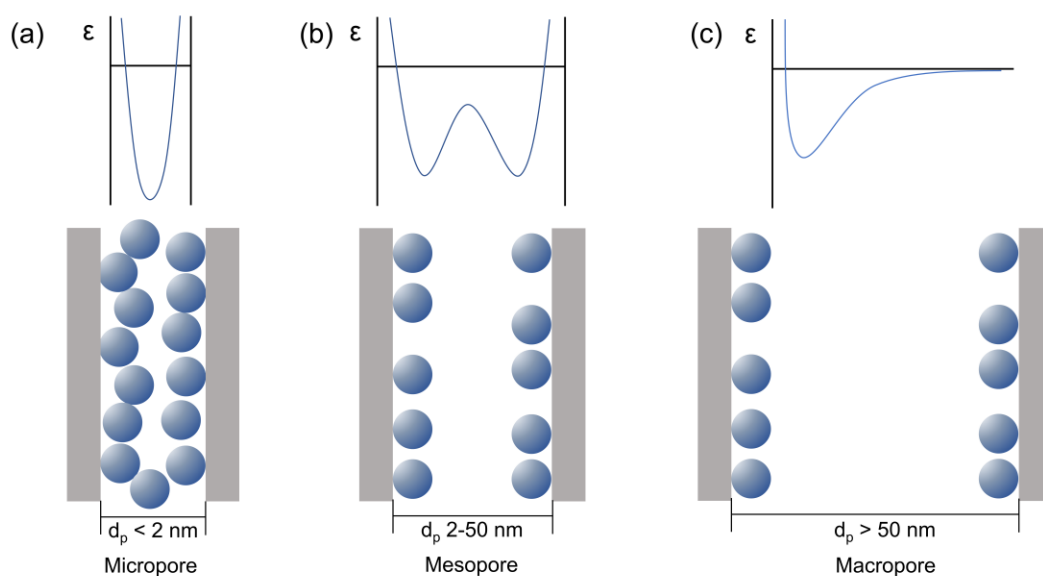 (a) ε (b) ε (c) ε
dₚ < 2 nm dₚ 2-50 nm dₚ > 50 nm
Micropore Mesopore Macropore